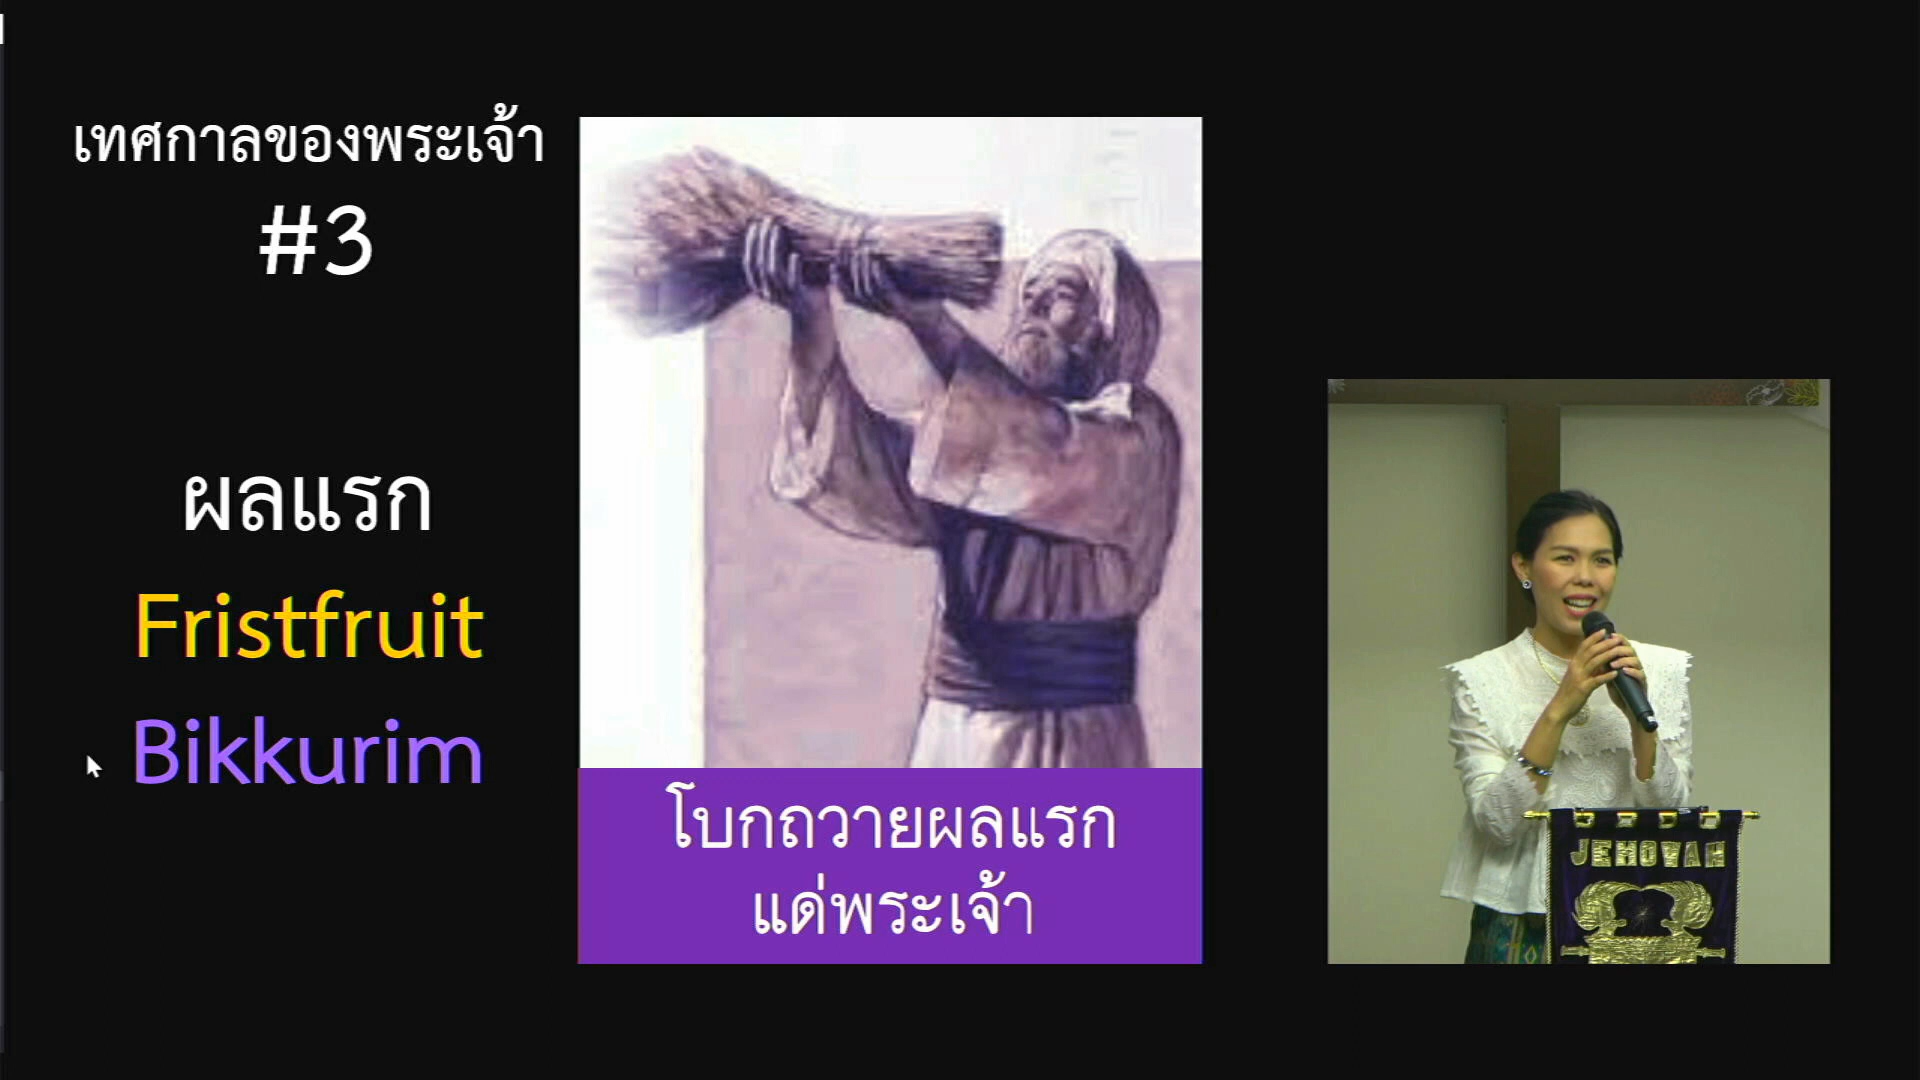 เทศกาลของพระเจ้า
#3
ผลแรก
Fristfruit
Bikkurim
โบกถวายผลแรก
แด่พระเจ้า
JEHOVAH